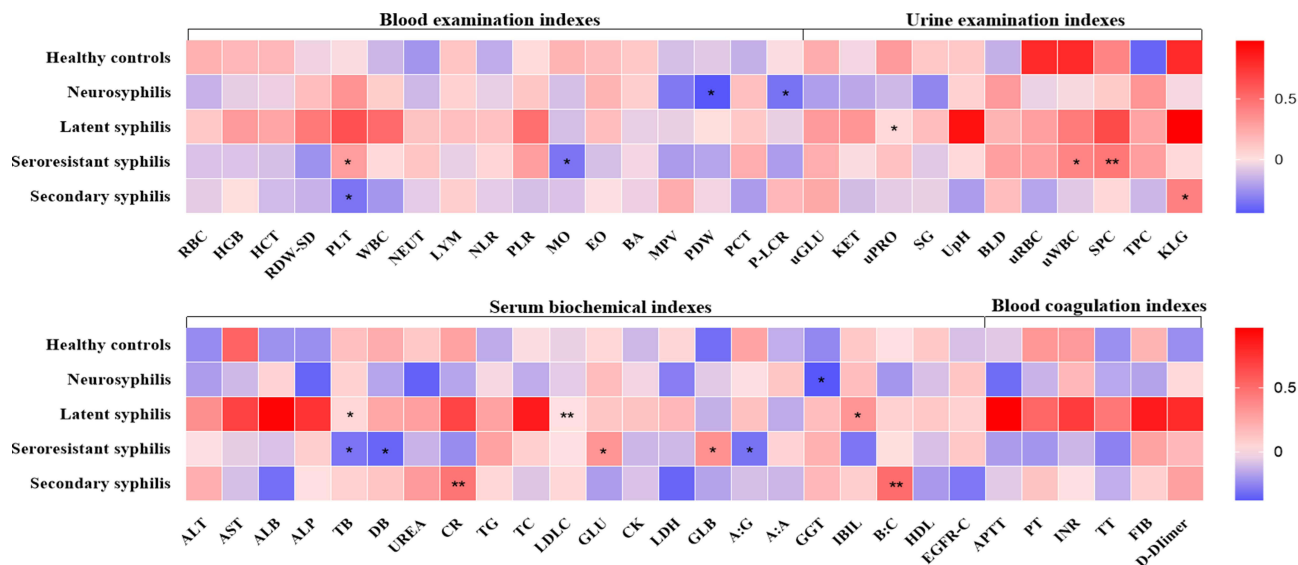 Blood examination indexes Urine examination indexes
Healthy controls
Neurosyphilis * *
Latent syphilis *
Seroresistant syphilis * * * **
Secondary syphilis * *
0.5
0
RBC HGB HCT RDW-SD PLT WBC NEUT LYM NLR PLR MO EO BA MPV PDW PCT P-LCR uGLU KET uPRO SG UpH BLD uRBC uWBC SPC TPC KLG
Serum biochemical indexes Blood coagulation indexes
Healthy controls
Neurosyphilis *
Latent syphilis * ** *
Seroresistant syphilis * * * * *
Secondary syphilis ** **
0.5
0
ALT AST ALB ALP TB DB UREA CR TG TC LDLC GLU CK LDH GLB A:G A:A GGT IBIL B:C HDL EGFR-C APTT PT INR TT FIB D-DIimer